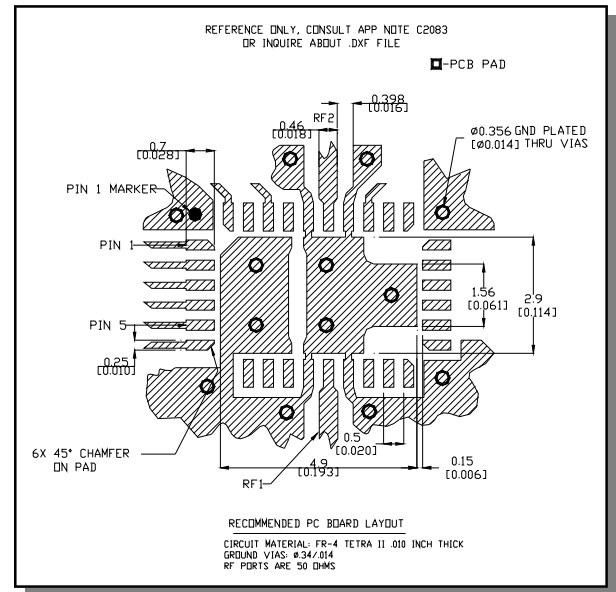 REFERENCE ONLY, CONSULT APP NOTE C2083
OR INQUIRE ABOUT .DXF FILE
-PCB PAD
0.398
[0.016]
RF2
0.46
[0.018]
0.7
[0.028]
Ø0.356 GND PLATED
[Ø0.014] THRU VIAS
PIN 1 MARKER
PIN 1
1.56
[0.061]
2.9
[0.114]
PIN 5
0.25
[0.010]
0.5
[0.020]
6X 45° CHAMFER
ON PAD
4.9
[0.193]
0.15
[0.006]
RF1
RECOMMENDED PC BOARD LAYOUT
CIRCUIT MATERIAL: FR-4 TETRA II .010 INCH THICK
GROUND VIAS: Ø.34/.014
RF PORTS ARE 50 OHMS